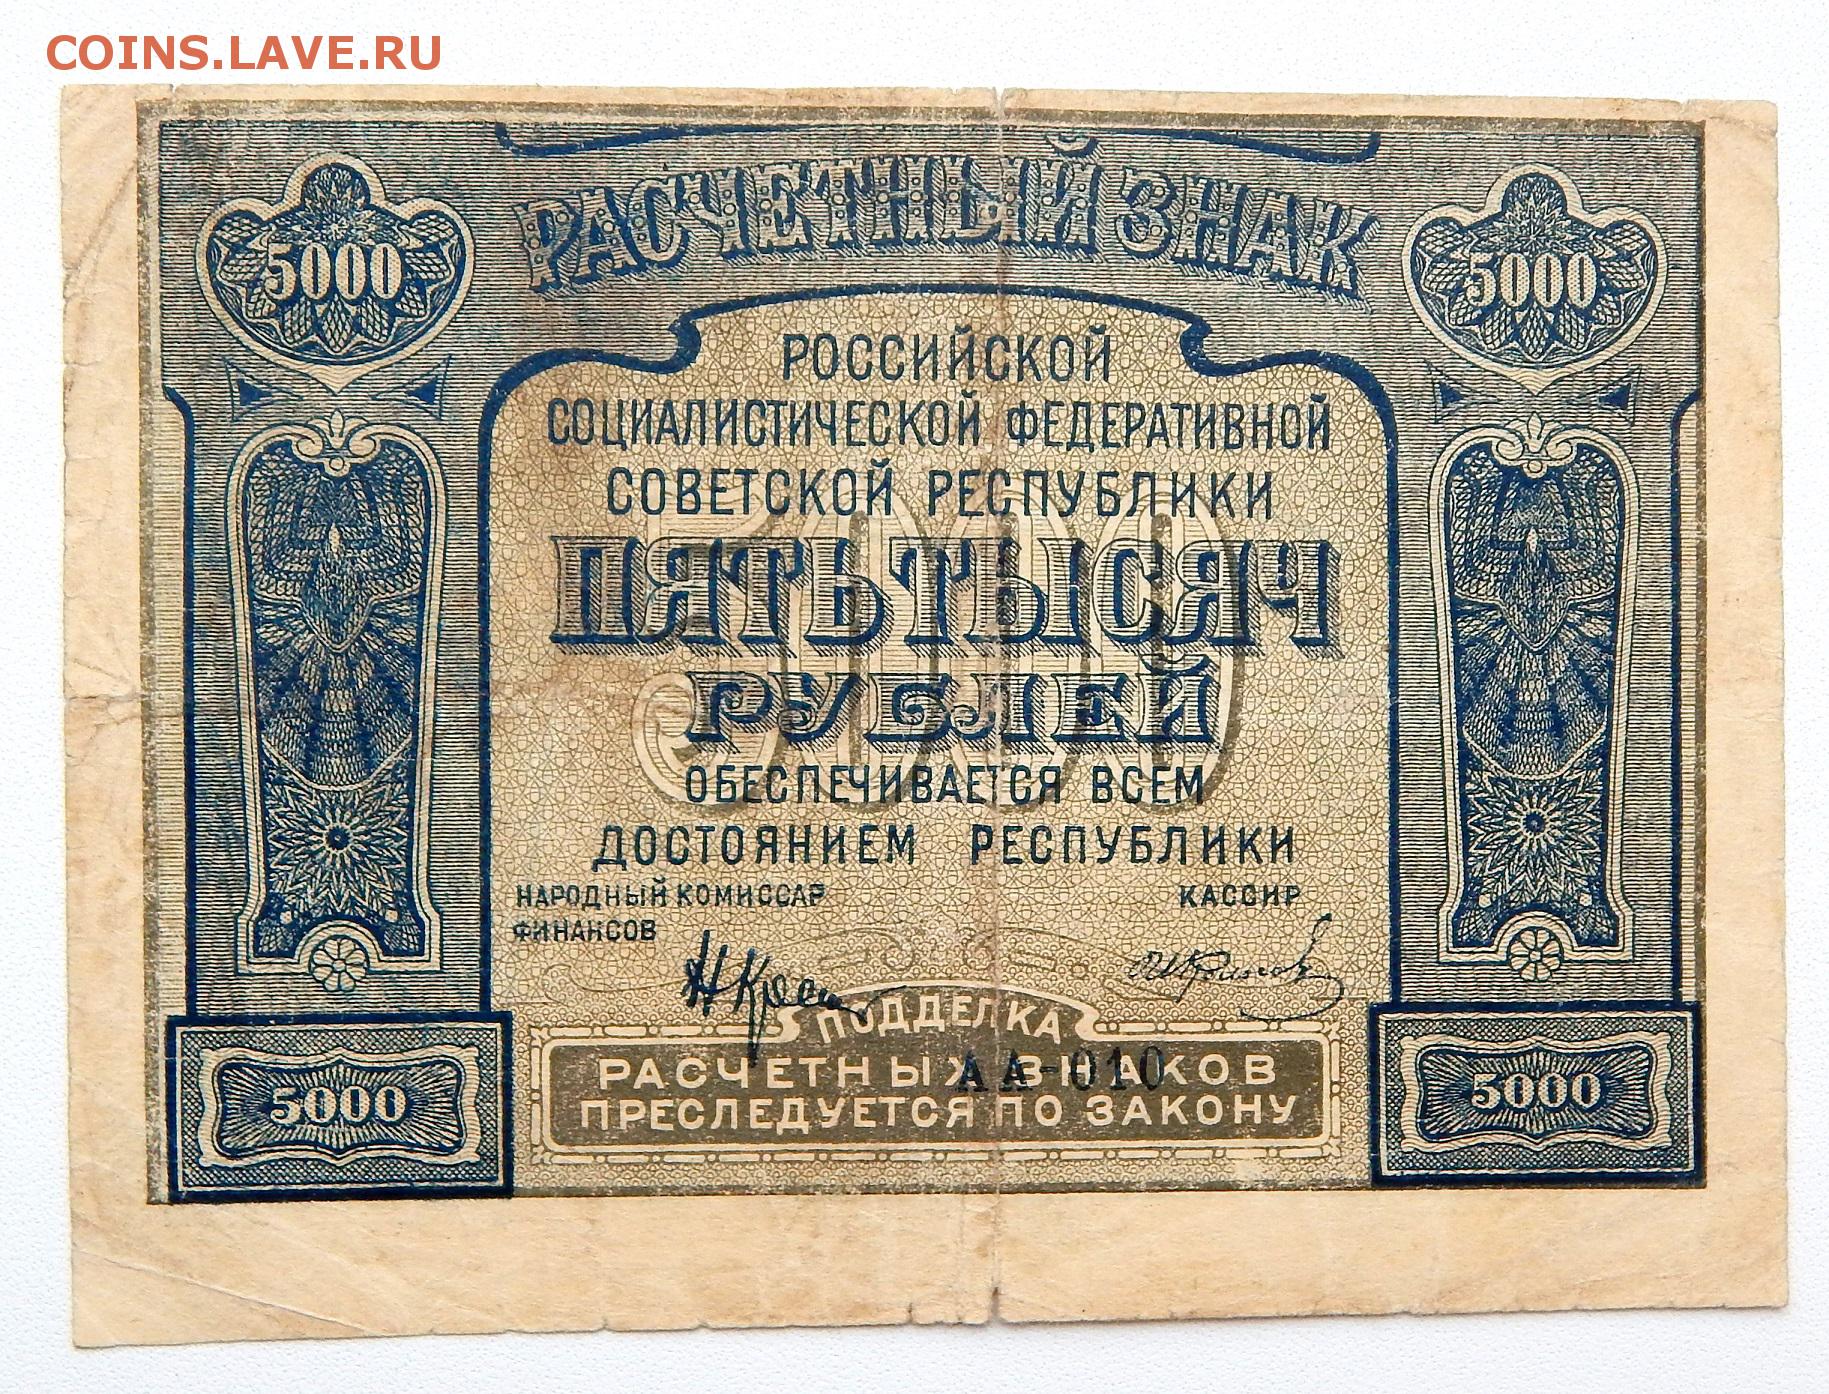 COINS.LAVE.RU
РАСЧЕТНЫЙ ЗНАК
5000 5000
РОССИЙСКОЙ
СОЦИАЛИСТИЧЕСКОЙ ФЕДЕРАТИВНОЙ
СОВЕТСКОЙ РЕСПУБЛИКИ
5000
ПЯТЬ ТЫСЯЧ
РУБЛЕЙ
ОБЕСПЕЧИВАЕТСЯ ВСЕМ
ДОСТОЯНИЕМ РЕСПУБЛИКИ
НАРОДНЫЙ КОМИССАР
ФИНАНСОВ
КАССИР
ПОДДЕЛКА
РАСЧЕТНЫХ ЗНАКОВ
АА-010
ПРЕСЛЕДУЕТСЯ ПО ЗАКОНУ
5000 5000